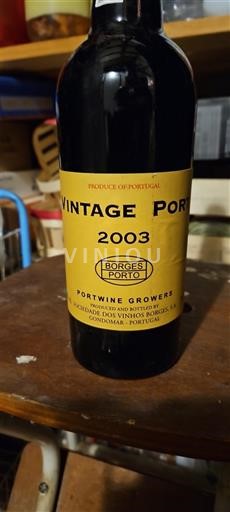 PRODUCE OF PORTUGAL
VINTAGE PORT
2003
VINIOU
BORGES
PORTO
PORTWINE GROWERS
PRODUCED AND BOTTLED BY
SOCIEDADE DOS VINHOS BORGES, S.A.
GONDOMAR - PORTUGAL